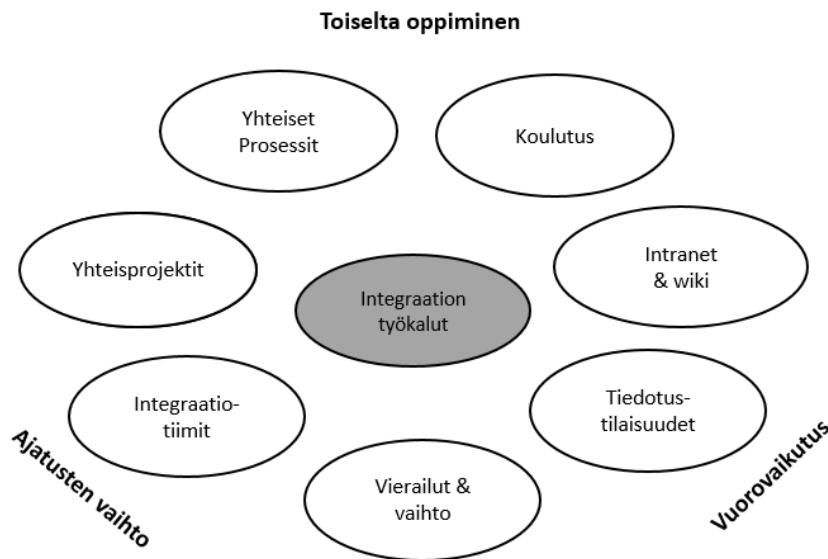 Toiselta oppiminen
Yhteiset
Prosessit
Koulutus
Yhteisprojektit
Intranet
& wiki
Integraation
työkalut
Integraatio-
tiimit
Tiedotus-
tilaisuudet
Vierailut &
vaihto
Ajatusten vaihto
Vuorovaikutus